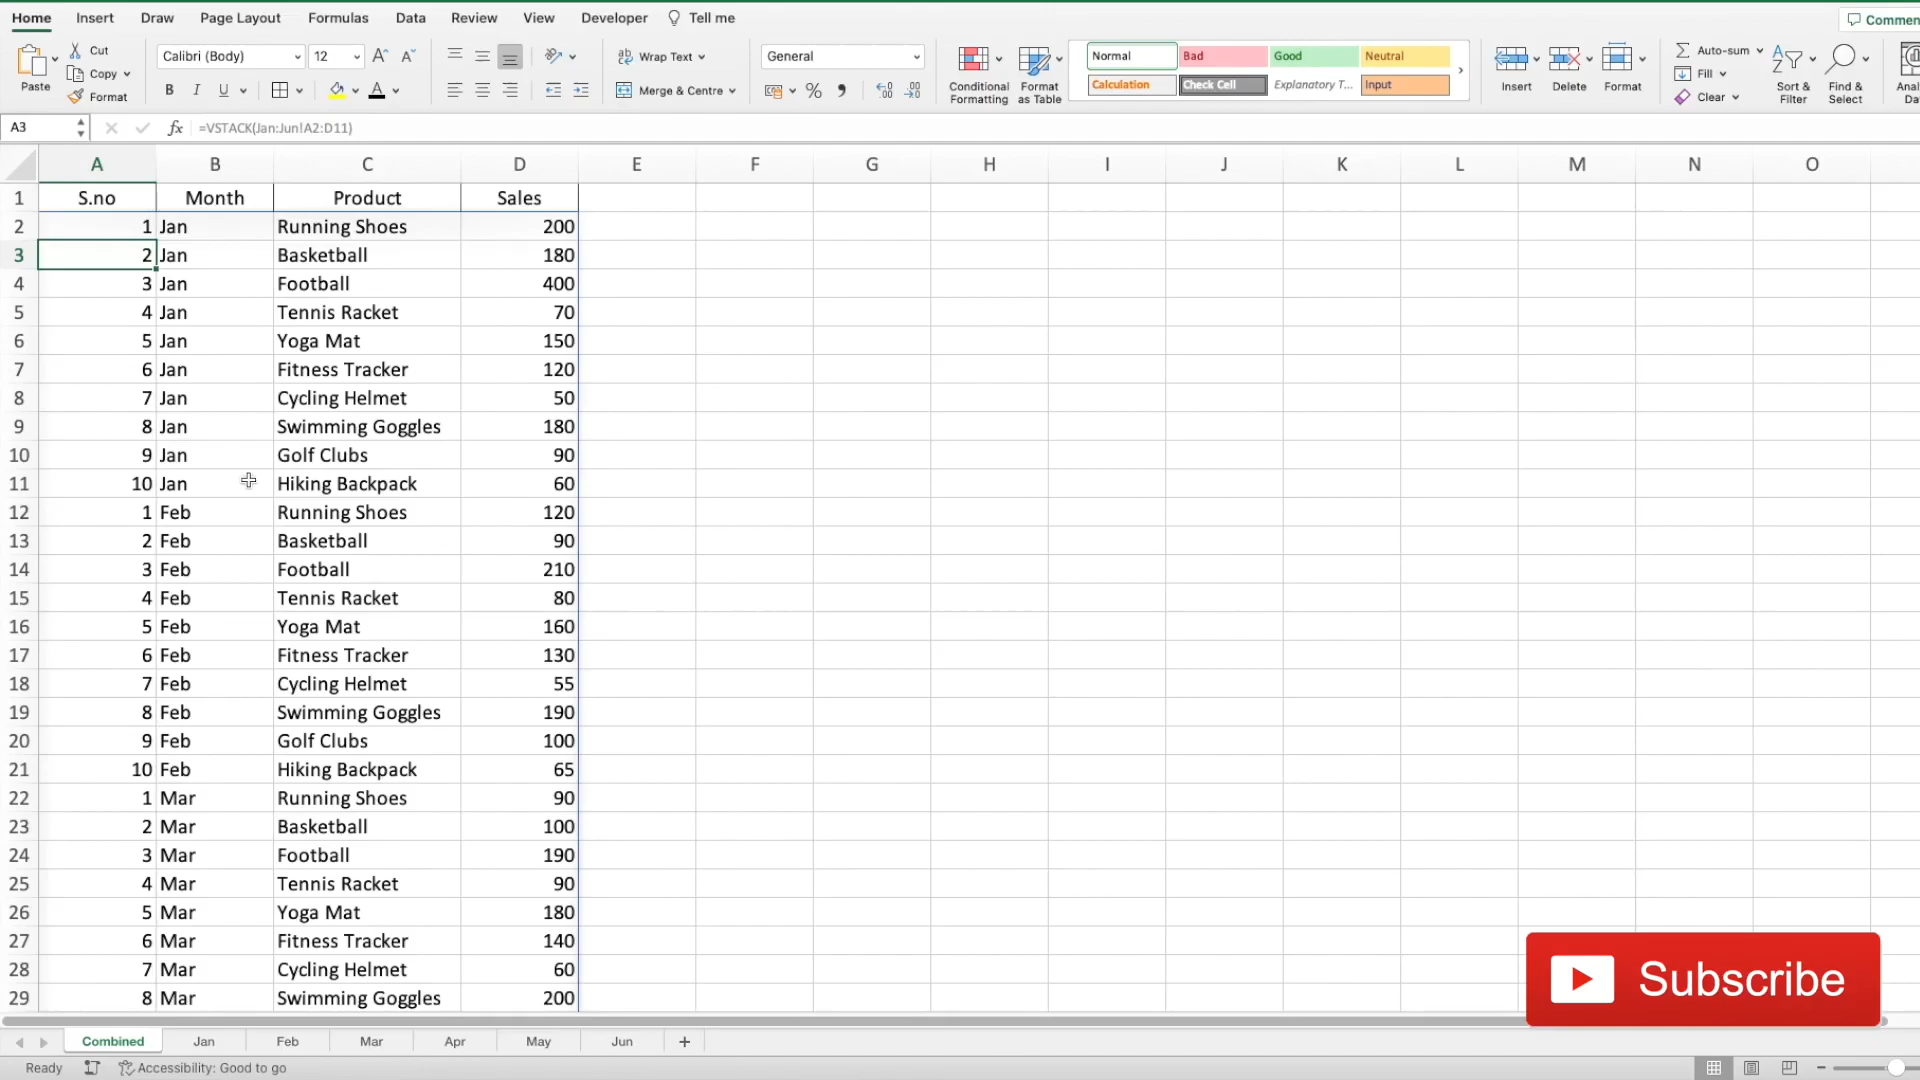 Home Insert Draw Page Layout Formulas Data Review View Developer Tell me
Commen
Paste Cut Copy Format
Calibri (Body) 12 A^ A
B I U A
Wrap Text
Merge & Centre
General
% ,
Conditional Formatting
Format as Table
Normal Bad Good Neutral
Calculation Check Cell Explanatory T... Input
Insert Delete Format
Auto-sum
Fill
Clear
Sort & Filter
Find & Select
A3 fx =VSTACK(Jan:Jun!A2:D11)
A B C D E F G H I J K L M N O
1 S.no Month Product Sales
2 1 Jan Running Shoes 200
3 2 Jan Basketball 180
4 3 Jan Football 400
5 4 Jan Tennis Racket 70
6 5 Jan Yoga Mat 150
7 6 Jan Fitness Tracker 120
8 7 Jan Cycling Helmet 50
9 8 Jan Swimming Goggles 180
10 9 Jan Golf Clubs 90
11 10 Jan Hiking Backpack 60
12 1 Feb Running Shoes 120
13 2 Feb Basketball 90
14 3 Feb Football 210
15 4 Feb Tennis Racket 80
16 5 Feb Yoga Mat 160
17 6 Feb Fitness Tracker 130
18 7 Feb Cycling Helmet 55
19 8 Feb Swimming Goggles 190
20 9 Feb Golf Clubs 100
21 10 Feb Hiking Backpack 65
22 1 Mar Running Shoes 90
23 2 Mar Basketball 100
24 3 Mar Football 190
25 4 Mar Tennis Racket 90
26 5 Mar Yoga Mat 180
27 6 Mar Fitness Tracker 140
28 7 Mar Cycling Helmet 60
29 8 Mar Swimming Goggles 200
Subscribe
Combined Jan Feb Mar Apr May Jun +
Ready Accessibility: Good to go